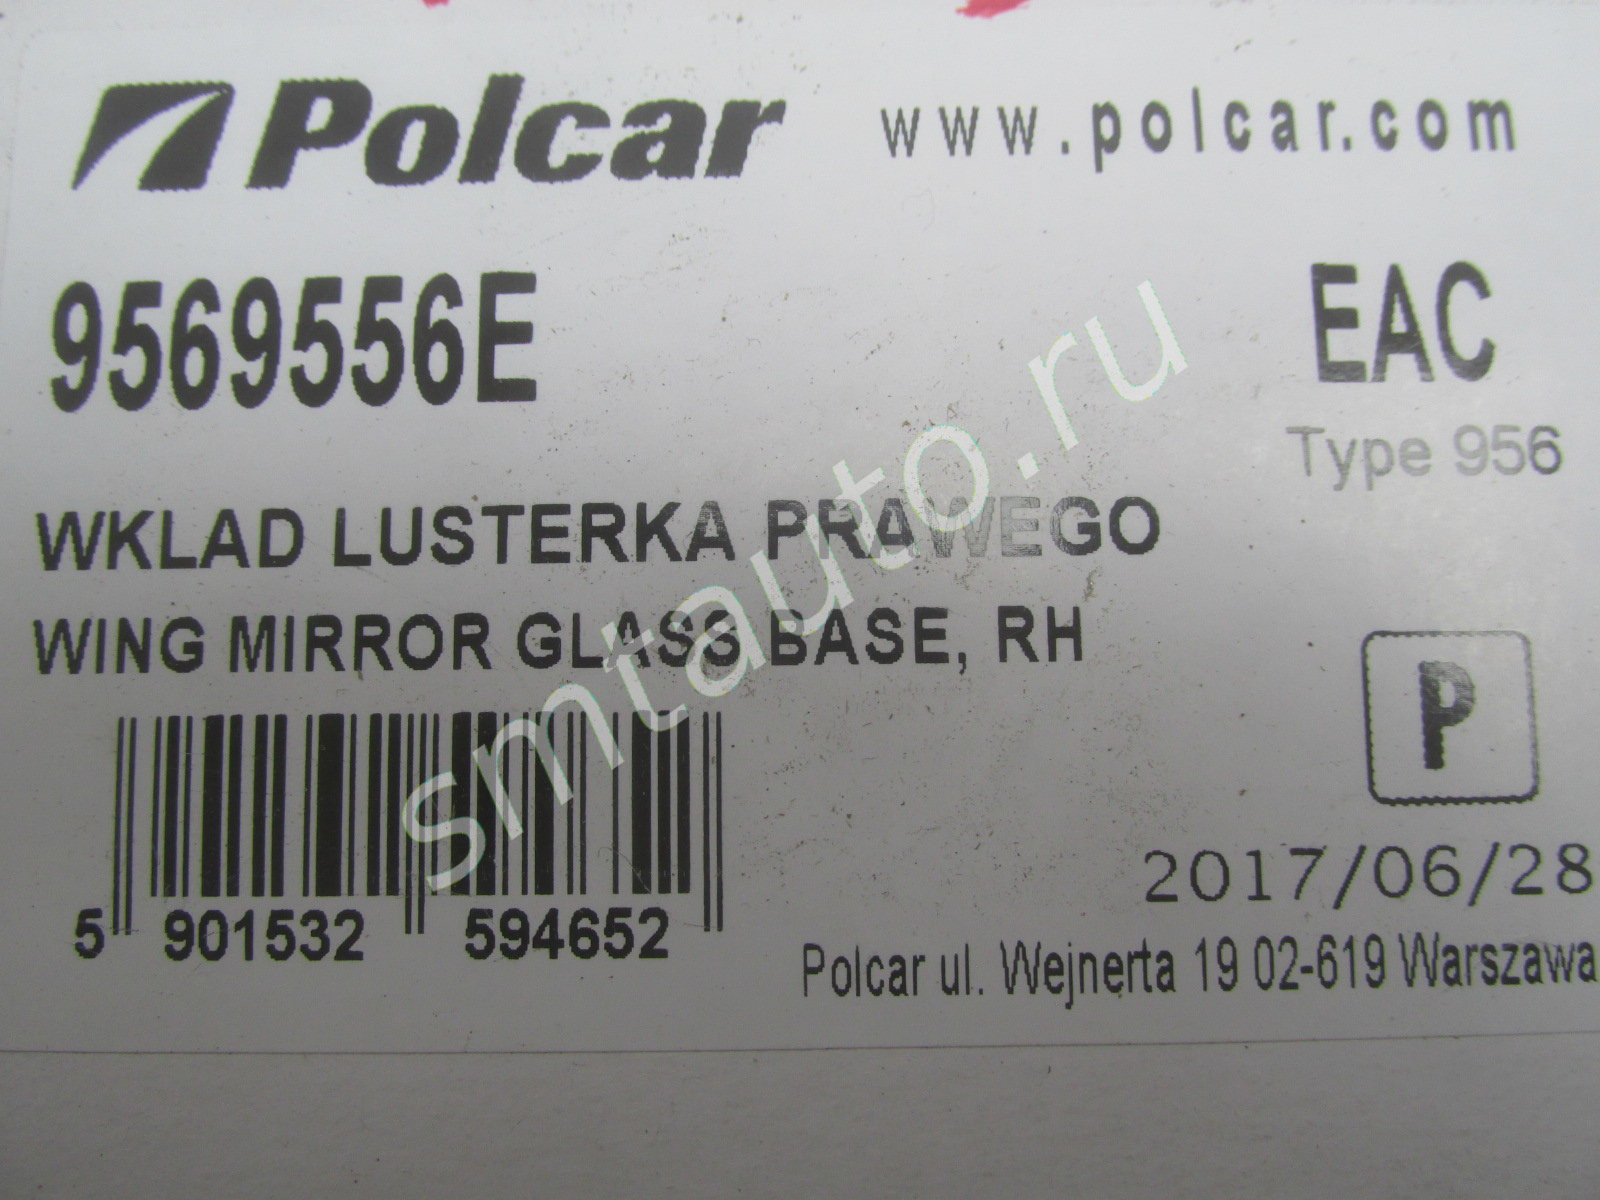 Polcar
www.polcar.com
9569556E
EAC
Type 956
WKLAD LUSTERKA PRAWEGO
WING MIRROR GLASS BASE, RH
P
5 901532 594652
2017/06/28
Polcar ul. Wejnerta 19 02-619 Warszawa
smtauto.ru